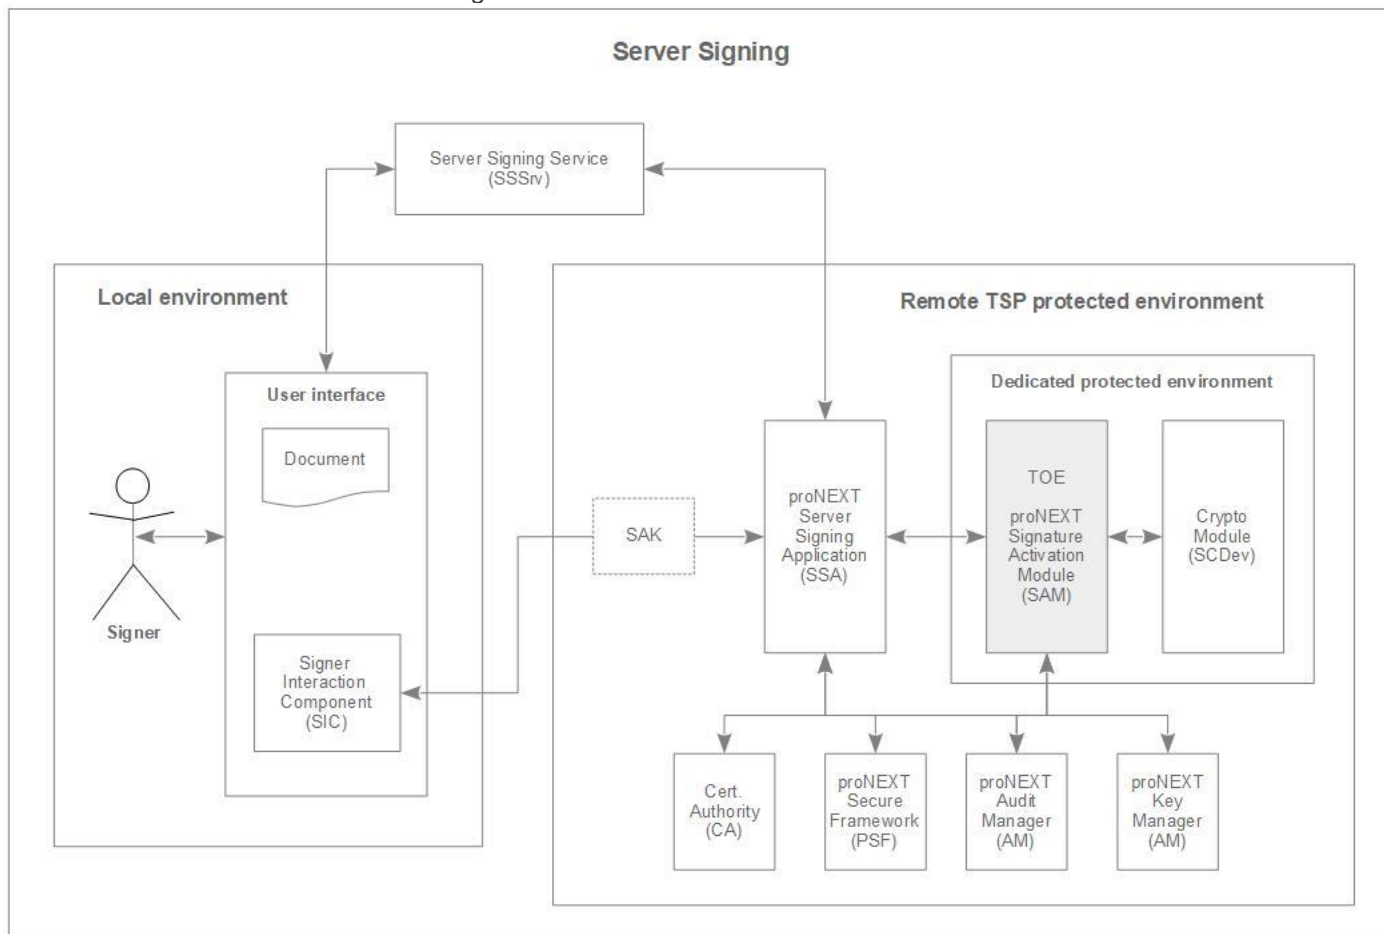 Server Signing
Server Signing Service
(SSSrv)
Local environment
Remote TSP protected environment
User interface
Document
Signer
Signer
Interaction
Component
(SIC)
SAK
proNEXT
Server
Signing
Application
(SSA)
Dedicated protected environment
TOE
proNEXT
Signature
Activation
Module
(SAM)
Crypto
Module
(SCDev)
Cert.
Authority
(CA)
proNEXT
Secure
Framework
(PSF)
proNEXT
Audit
Manager
(AM)
proNEXT
Key
Manager
(AM)